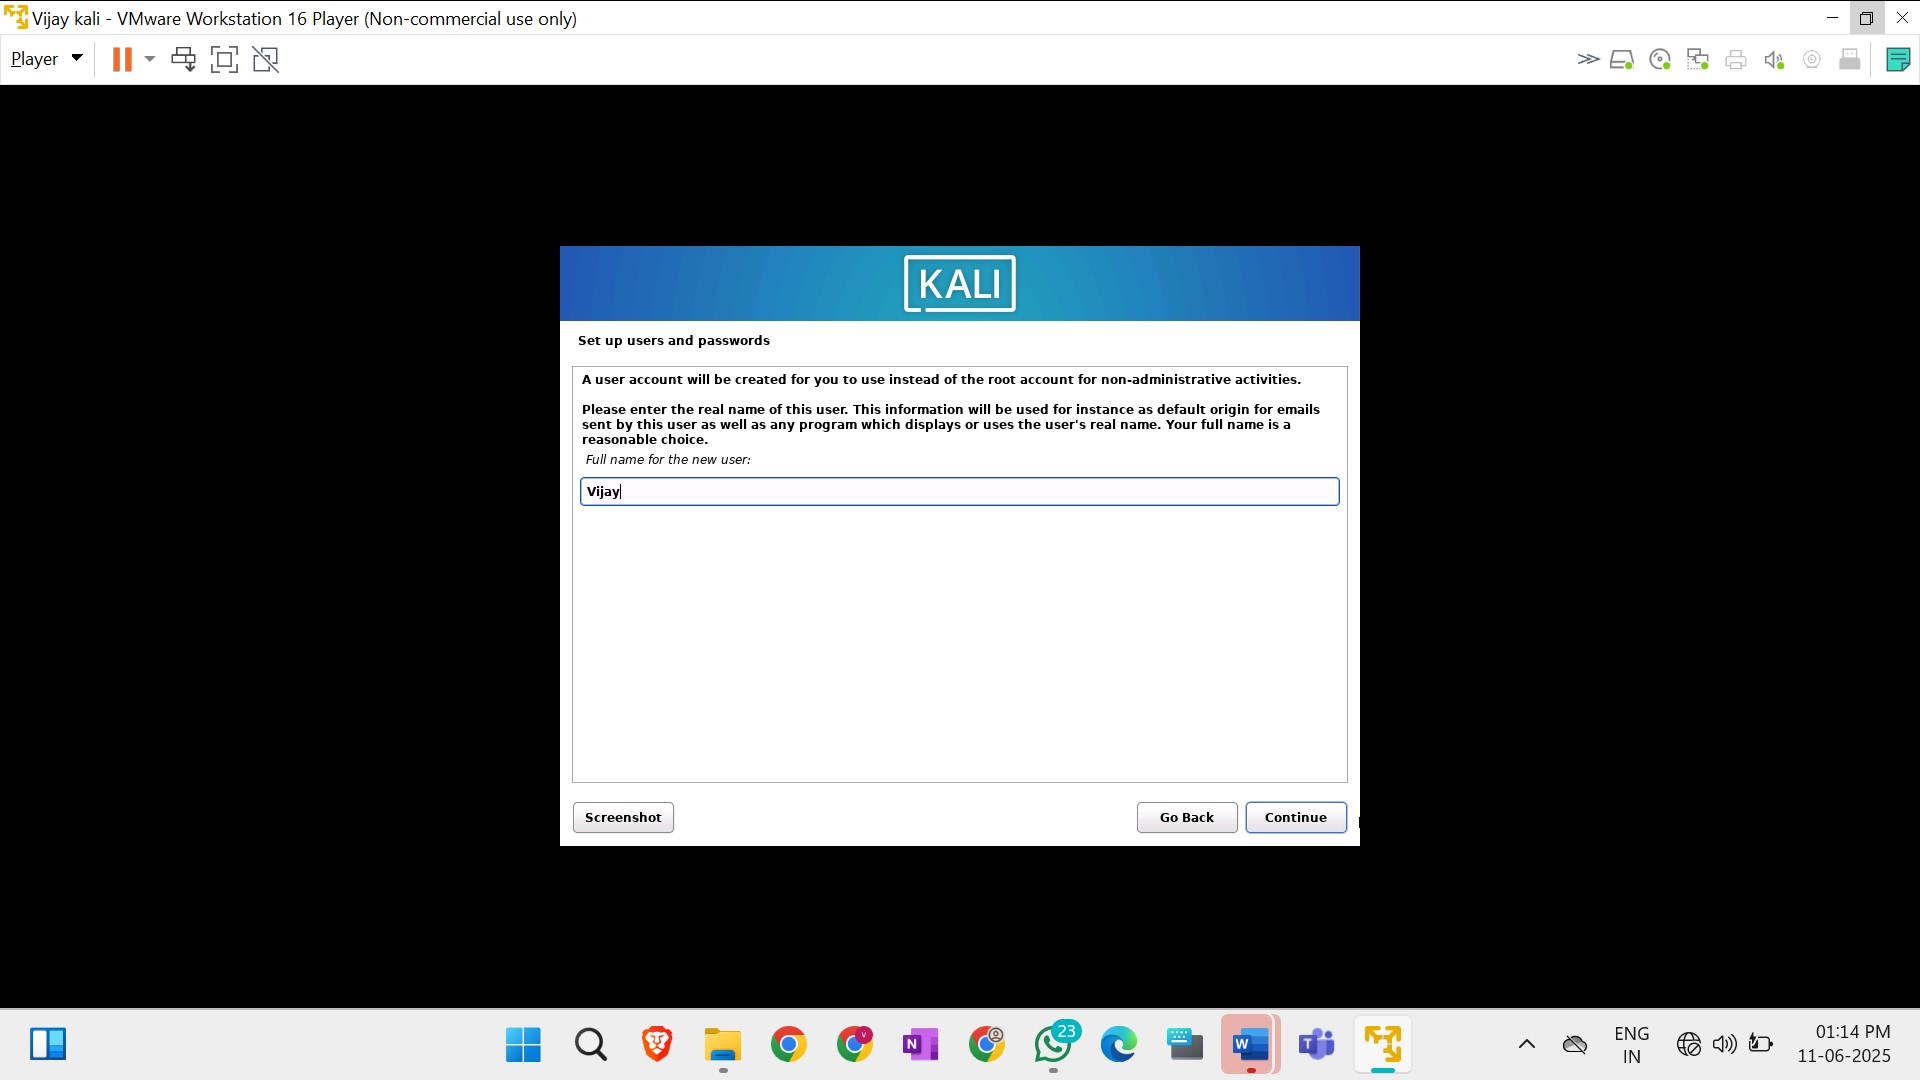 Vijay kali - VMware Workstation 16 Player (Non-commercial use only)
Player
KALI
Set up users and passwords
A user account will be created for you to use instead of the root account for non-administrative activities.
Please enter the real name of this user. This information will be used for instance as default origin for emails
sent by this user as well as any program which displays or uses the user's real name. Your full name is a
reasonable choice.
Full name for the new user:
Vijay
Screenshot
Go Back
Continue
V
N
23
W
T
ENG
IN
01:14 PM
11-06-2025